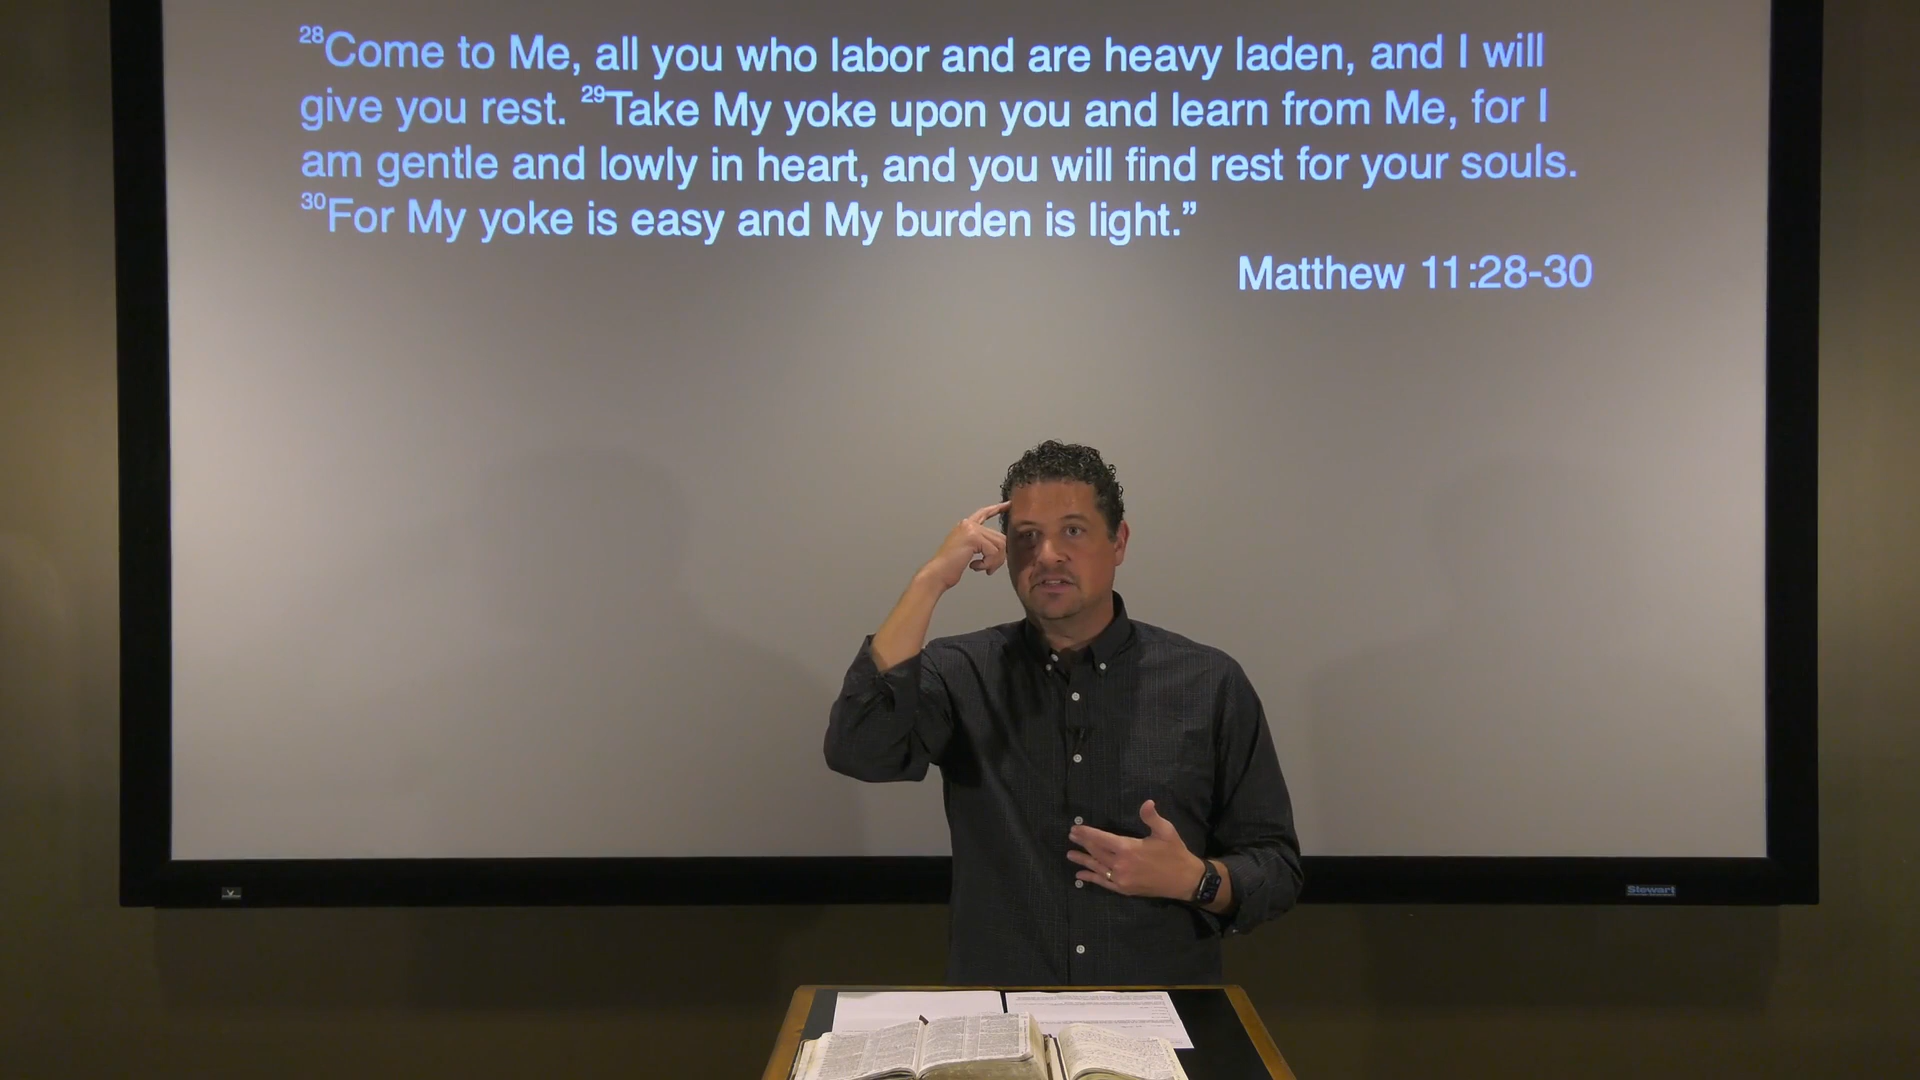 28Come to Me, all you who labor and are heavy laden, and I will
give you rest. 29Take My yoke upon you and learn from Me, for I
am gentle and lowly in heart, and you will find rest for your souls.
30For My yoke is easy and My burden is light.”
Matthew 11:28-30
Stewart